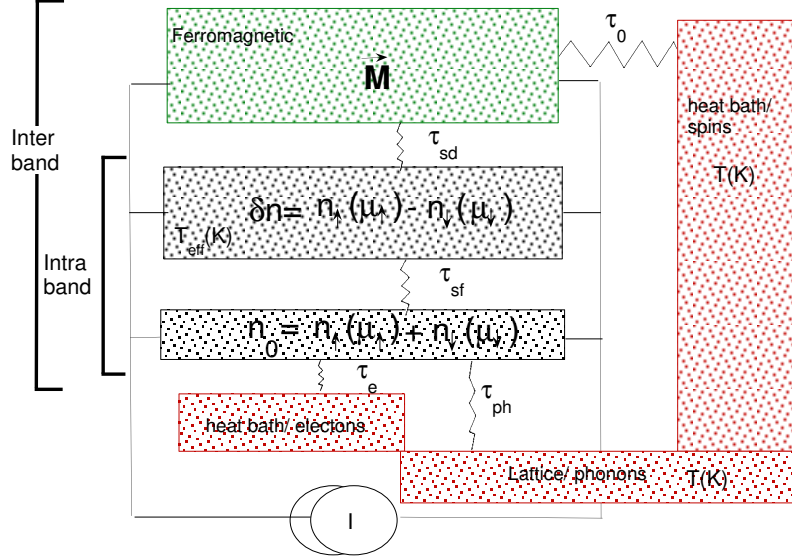 Ferromagnetic
M
τ0
heat bath/
spins
T(K)
Inter
band
τsd
δn= n↑(μ↑) - n↓(μ↓)
Teff(K)
Intra
band
τsf
n0 = n↑(μ↑) + n↓(μ↓)
τe
τph
heat bath/ electons
Lattice/ phonons T(K)
I